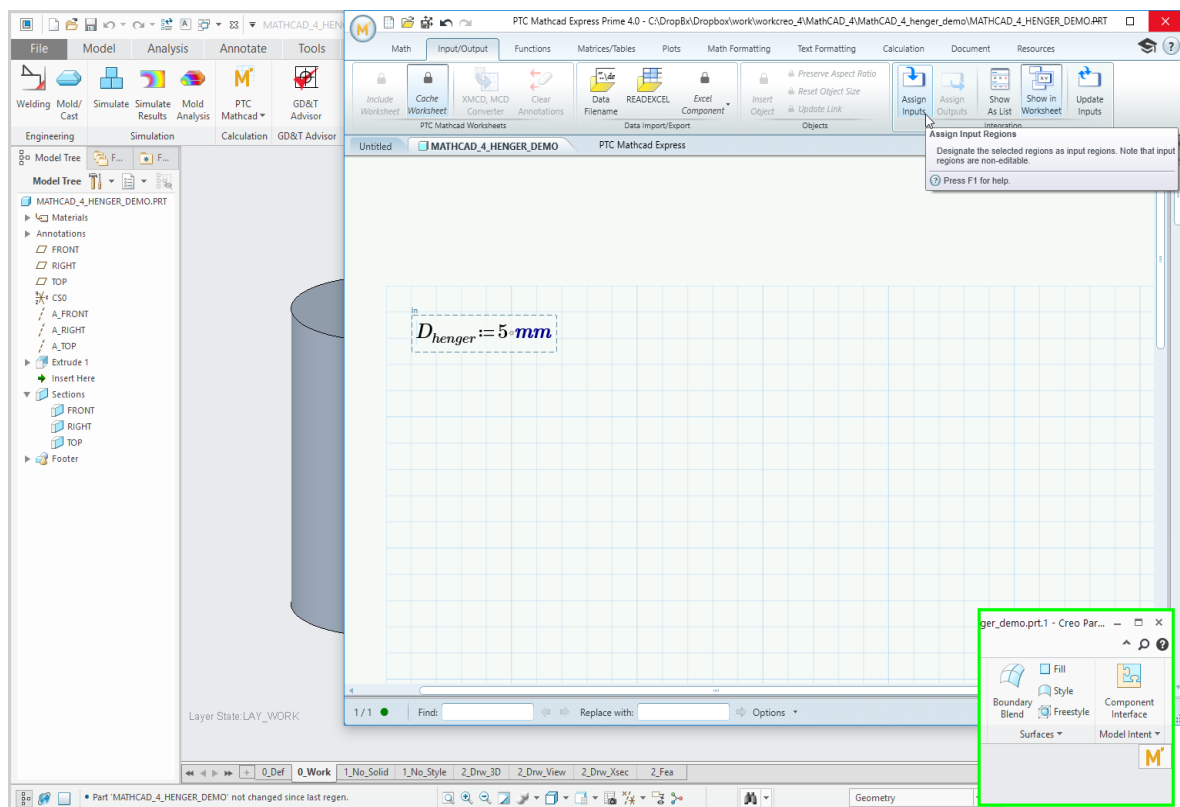 MATHCAD_4_HEN
PTC Mathcad Express Prime 4.0 - C:\DropBx\Dropbox\work\workcreo_4\MathCAD_4\MathCAD_4_henger_demo\MATHCAD_4_HENGER_DEMO.PRT
File Model Analysis Annotate Tools
Math Input/Output Functions Matrices/Tables Plots Math Formatting Text Formatting Calculation Document Resources
Welding Mold/ Cast
Simulate Simulate Results Mold Analysis
PTC Mathcad
GD&T Advisor
Engineering Simulation Calculation GD&T Advisor
Include Worksheet
Cache Worksheet
XMCD, MCD Converter
Clear Annotations
PTC Mathcad Worksheets
Data Filename
READEXCEL
Excel Component
Data Import/Export
Insert Object
Preserve Aspect Ratio
Reset Object Size
Update Link
Objects
Assign Inputs
Assign Outputs
Show As List
Show in Worksheet
Update Inputs
Integration
Untitled MATHCAD_4_HENGER_DEMO PTC Mathcad Express
Assign Input Regions
Designate the selected regions as input regions. Note that input
regions are non-editable.
Press F1 for help.
Model Tree F... F...
Model Tree
MATHCAD_4_HENGER_DEMO.PRT
Materials
Annotations
FRONT
RIGHT
TOP
CS0
A_FRONT
A_RIGHT
A_TOP
Extrude 1
Insert Here
Sections
FRONT
RIGHT
TOP
Footer
In
D henger := 5 ∘ mm
Layer State:LAY_WORK
1 / 1 Find: Replace with: Options
ger_demo.prt.1 - Creo Par...
Boundary Blend
Fill
Style
Freestyle
Component Interface
Surfaces Model Intent
0_Def 0_Work 1_No_Solid 1_No_Style 2_Drw_3D 2_Drw_View 2_Drw_Xsec 2_Fea
• Part 'MATHCAD_4_HENGER_DEMO' not changed since last regen.
Geometry